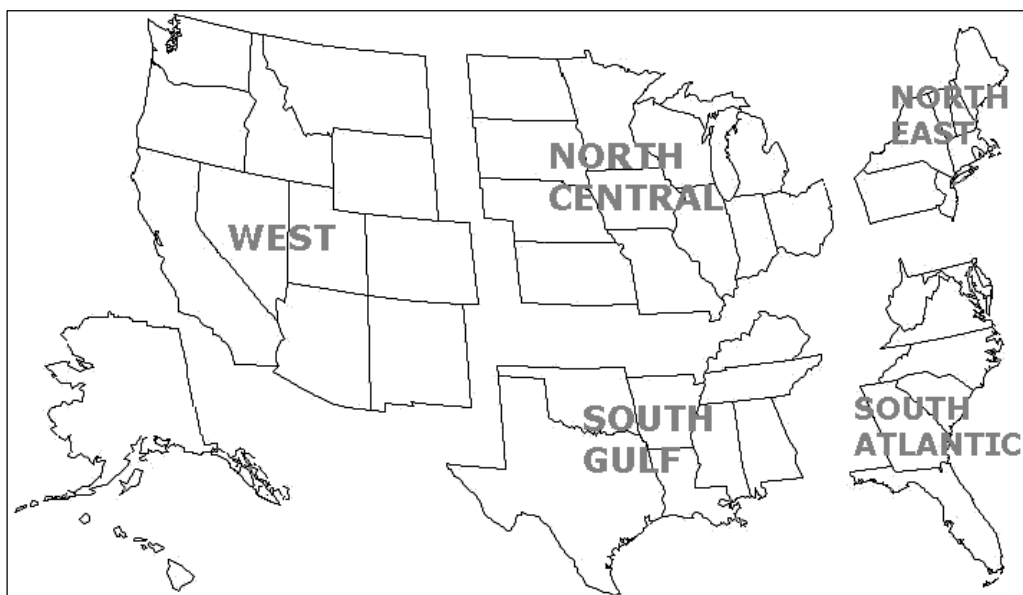 NORTH
EAST
NORTH
CENTRAL
WEST
SOUTH
GULF
SOUTH
ATLANTIC